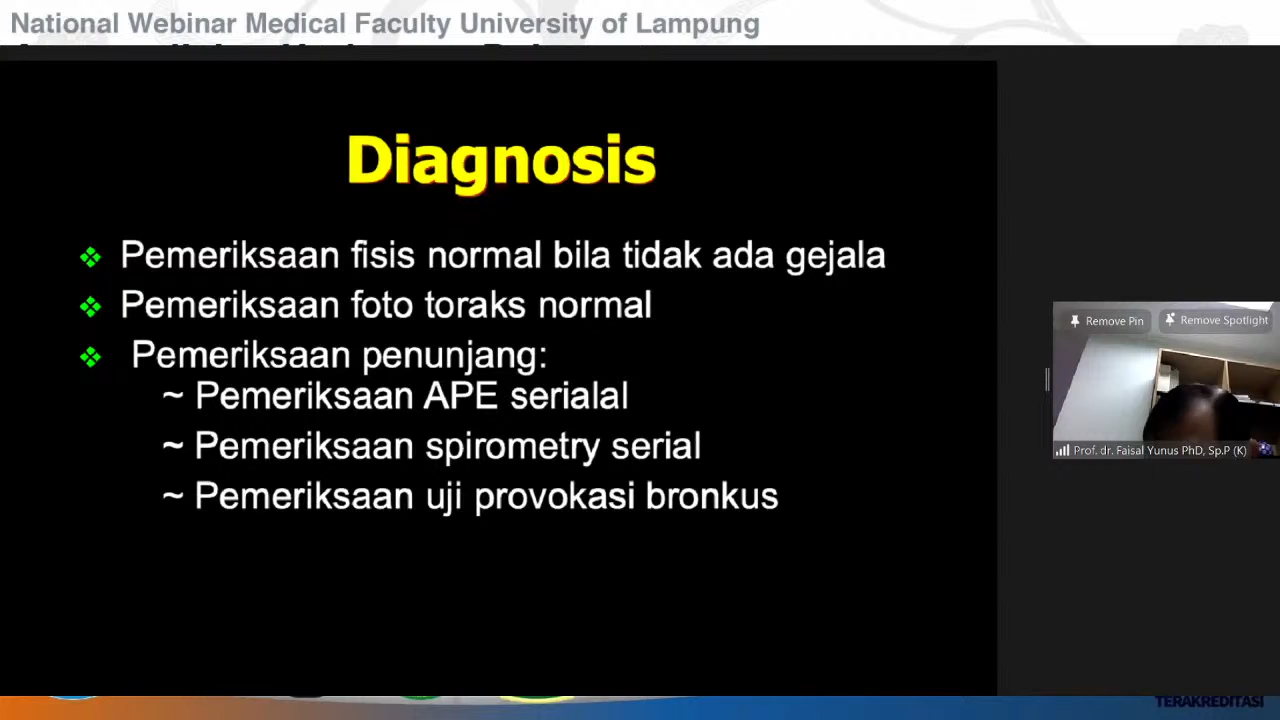 National Webinar Medical Faculty University of Lampung
Diagnosis
Pemeriksaan fisis normal bila tidak ada gejala
Pemeriksaan foto toraks normal
Pemeriksaan penunjang:
~ Pemeriksaan APE serialal
~ Pemeriksaan spirometry serial
~ Pemeriksaan uji provokasi bronkus
Remove Pin
Remove Spotlight
Prof. dr. Faisal Yunus PhD, Sp.P (K)
TERAKREDITASI